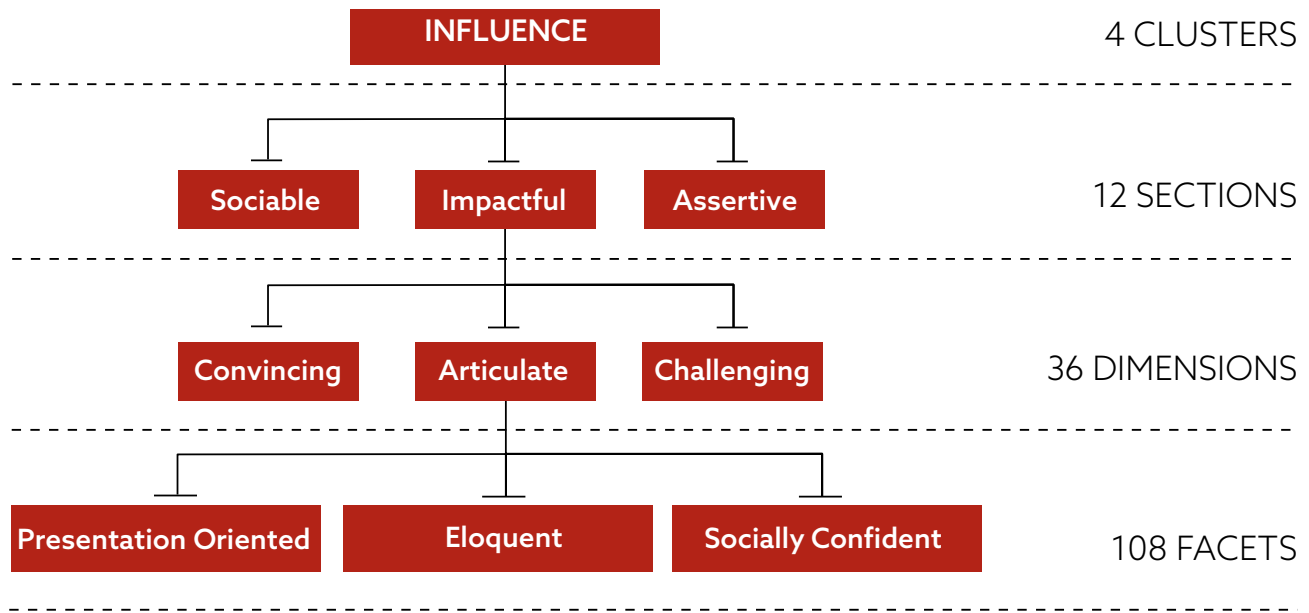 INFLUENCE
4 CLUSTERS
Sociable
Impactful
Assertive
12 SECTIONS
Convincing
Articulate
Challenging
36 DIMENSIONS
Presentation Oriented
Eloquent
Socially Confident
108 FACETS